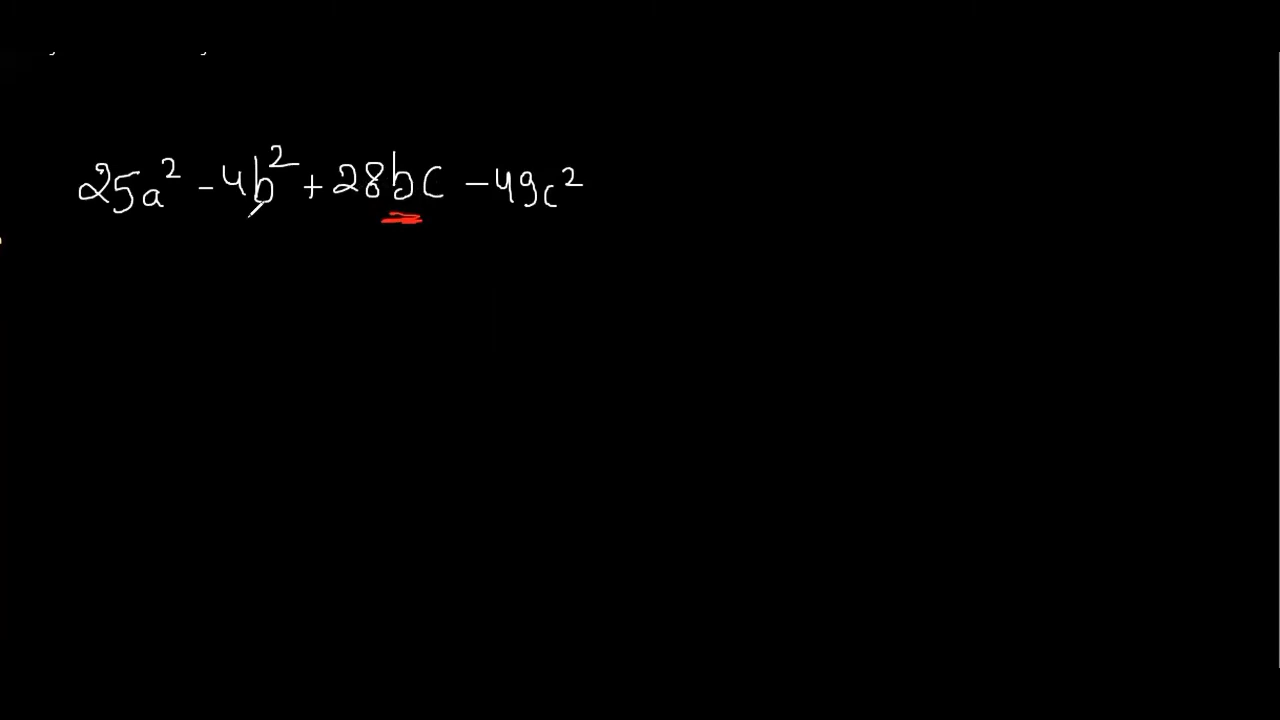 25a² - 4b² + 28bc - 49c²